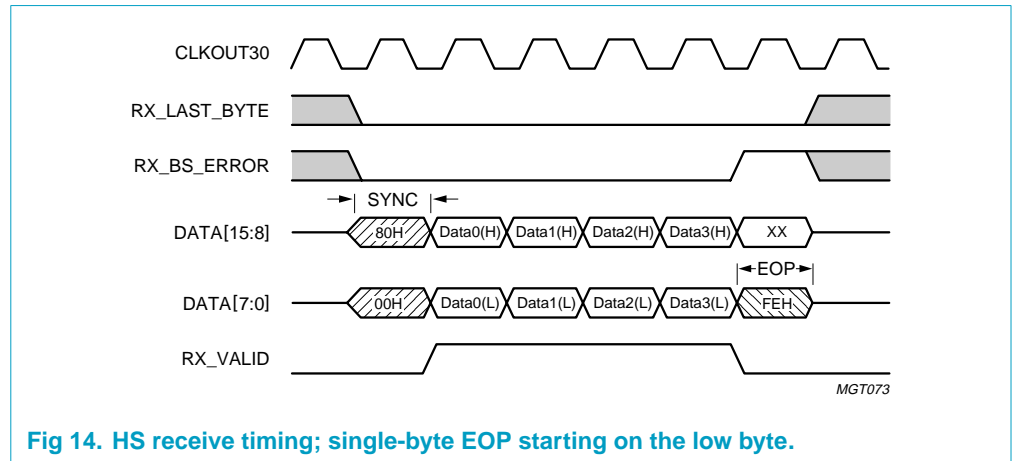 CLKOUT30
RX_LAST_BYTE
RX_BS_ERROR
SYNC
DATA[15:8] 80H Data0(H) Data1(H) Data2(H) Data3(H) XX
EOP
DATA[7:0] 00H Data0(L) Data1(L) Data2(L) Data3(L) FEH
RX_VALID
MGT073
Fig 14. HS receive timing; single-byte EOP starting on the low byte.